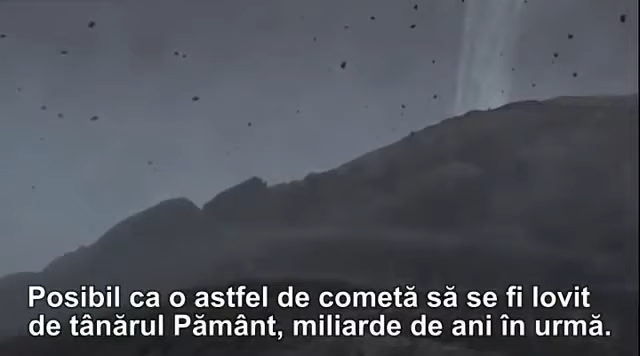 Posibil ca o astfel de cometă să se fi lovit
de tânărul Pământ, miliarde de ani în urmă.